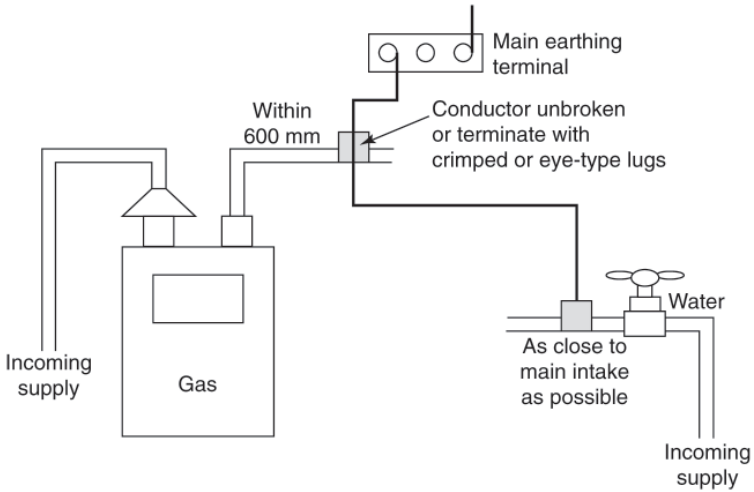 Main earthing
terminal
Within
600 mm
Conductor unbroken
or terminate with
crimped or eye-type lugs
Water
Incoming
supply
Gas
As close to
main intake
as possible
Incoming
supply